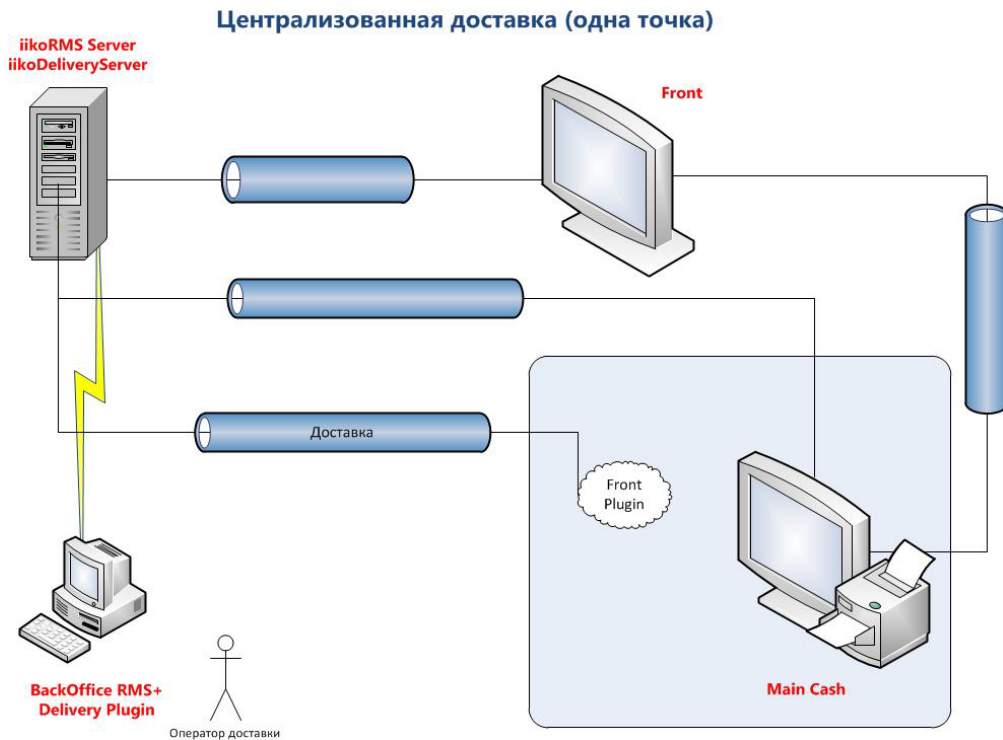 Централизованная доставка (одна точка)
iikoRMS Server
iikoDeliveryServer
Front
Доставка
Front
Plugin
BackOffice RMS+
Delivery Plugin
Оператор доставки
Main Cash